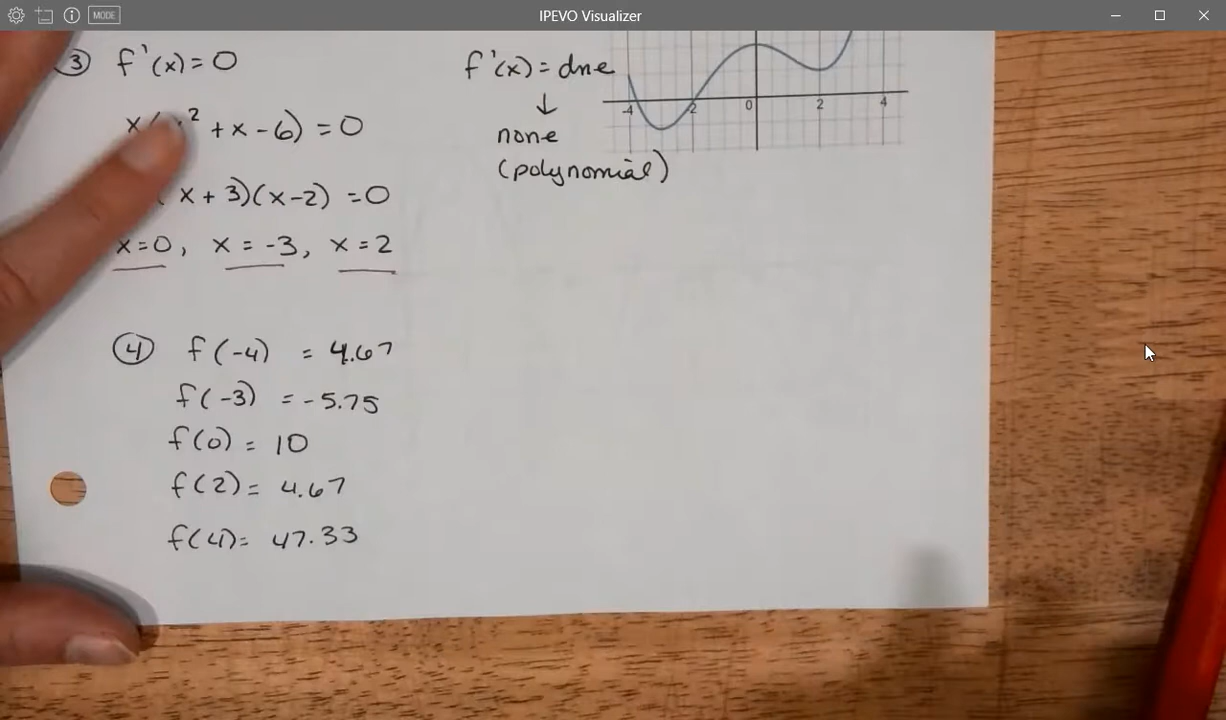 IPEVO Visualizer
MODE
③ f'(x) = 0
x( ² + x - 6) = 0
x + 3)(x - 2) = 0
x = 0, x = -3, x = 2
f'(x) = dne
↓
none
(polynomial)
-4 -2 0 2 4
④ f(-4) = 4.67
f(-3) = -5.75
f(0) = 10
f(2) = 4.67
f(4) = 47.33